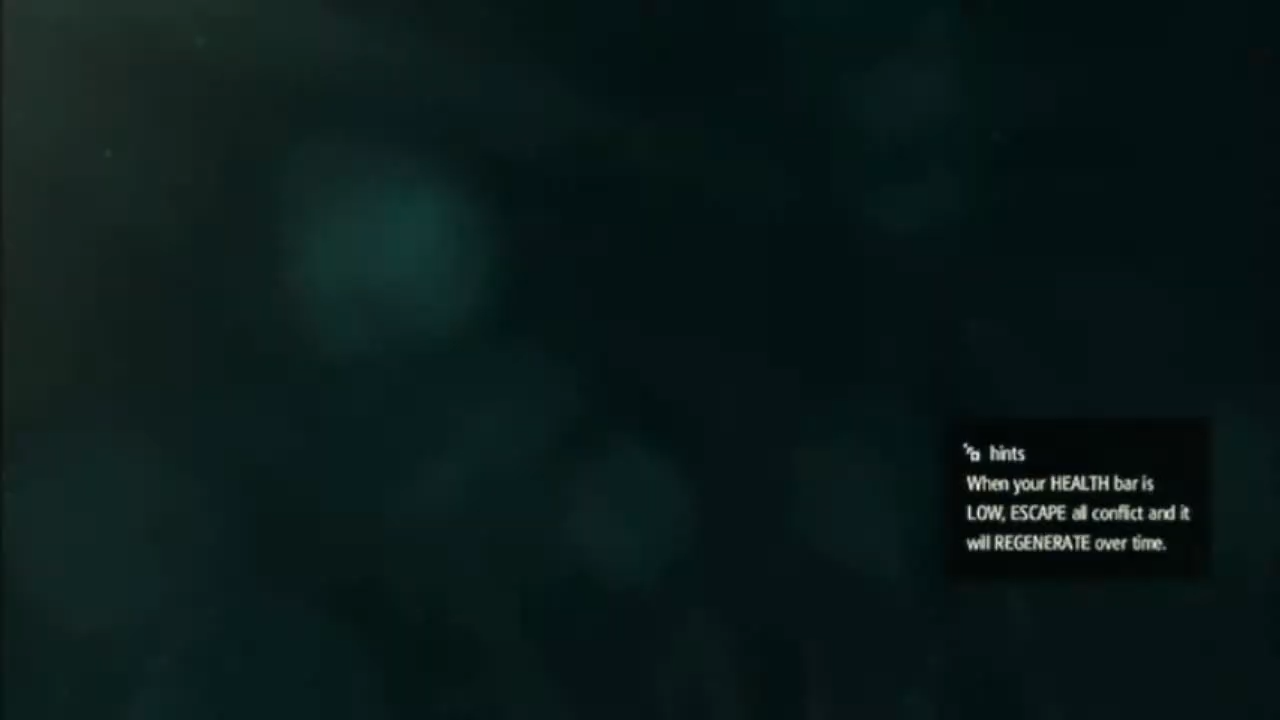 hints
When your HEALTH bar is
LOW, ESCAPE all conflict and it
will REGENERATE over time.